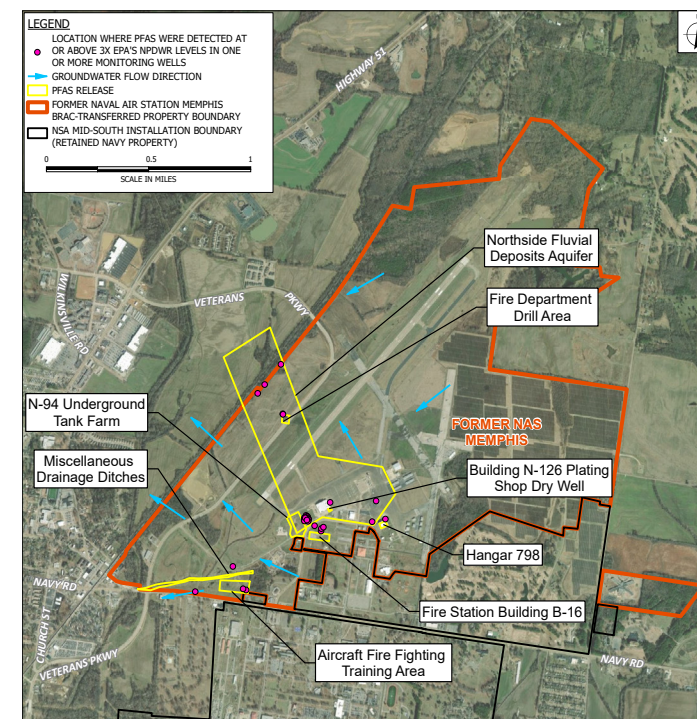 LEGEND
LOCATION WHERE PFAS WERE DETECTED AT
OR ABOVE 3X EPA'S NPDWR LEVELS IN ONE
OR MORE MONITORING WELLS
GROUNDWATER FLOW DIRECTION
PFAS RELEASE
FORMER NAVAL AIR STATION MEMPHIS
BRAC-TRANSFERRED PROPERTY BOUNDARY
NSA MID-SOUTH INSTALLATION BOUNDARY
(RETAINED NAVY PROPERTY)
0 0.5 1
SCALE IN MILES
HIGHWAY 51
Northside Fluvial
Deposits Aquifer
WILKINSVILLE RD
VETERANS
PKWY
Fire Department
Drill Area
N-94 Underground
Tank Farm
FORMER NAS
MEMPHIS
Miscellaneous
Drainage Ditches
Building N-126 Plating
Shop Dry Well
Hangar 798
NAVY RD
CHURCH ST
Fire Station Building B-16
VETERANS PKWY
Aircraft Fire Fighting
Training Area
NAVY RD